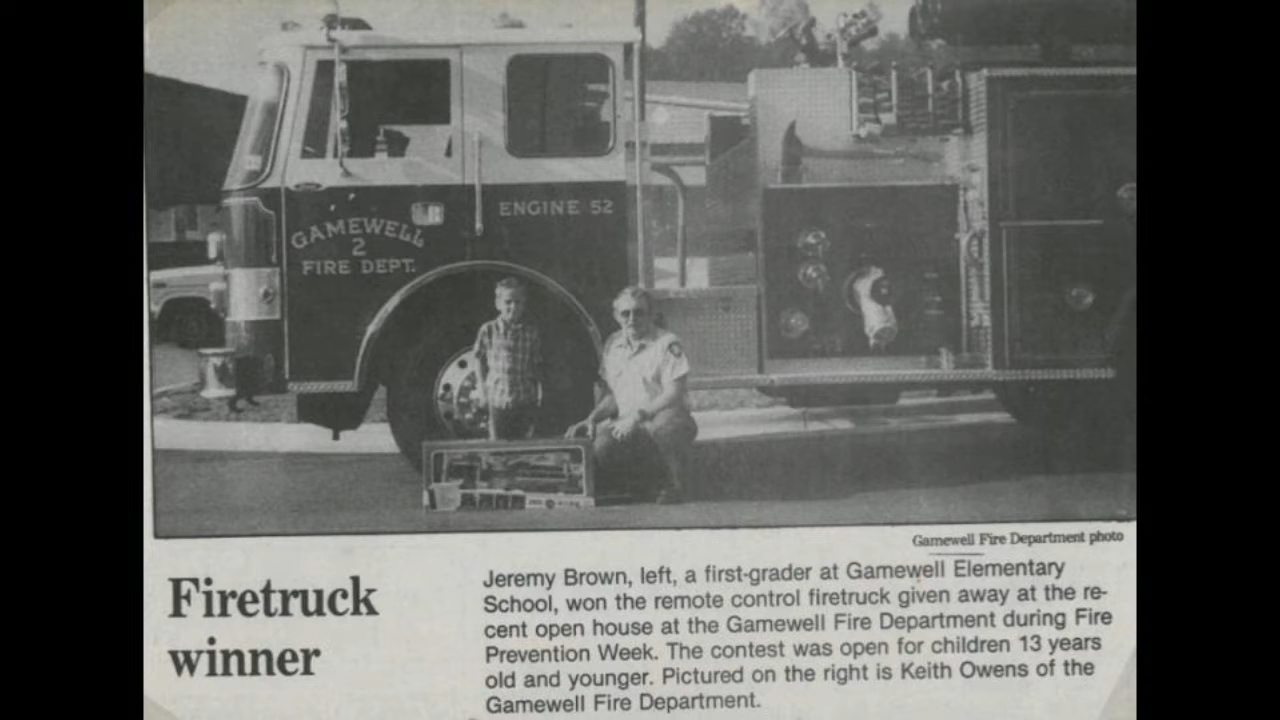 GAMEWELL
2
FIRE DEPT.
ENGINE 52
Gamewell Fire Department photo
Firetruck
winner
Jeremy Brown, left, a first-grader at Gamewell Elementary
School, won the remote control firetruck given away at the re-
cent open house at the Gamewell Fire Department during Fire
Prevention Week. The contest was open for children 13 years
old and younger. Pictured on the right is Keith Owens of the
Gamewell Fire Department.